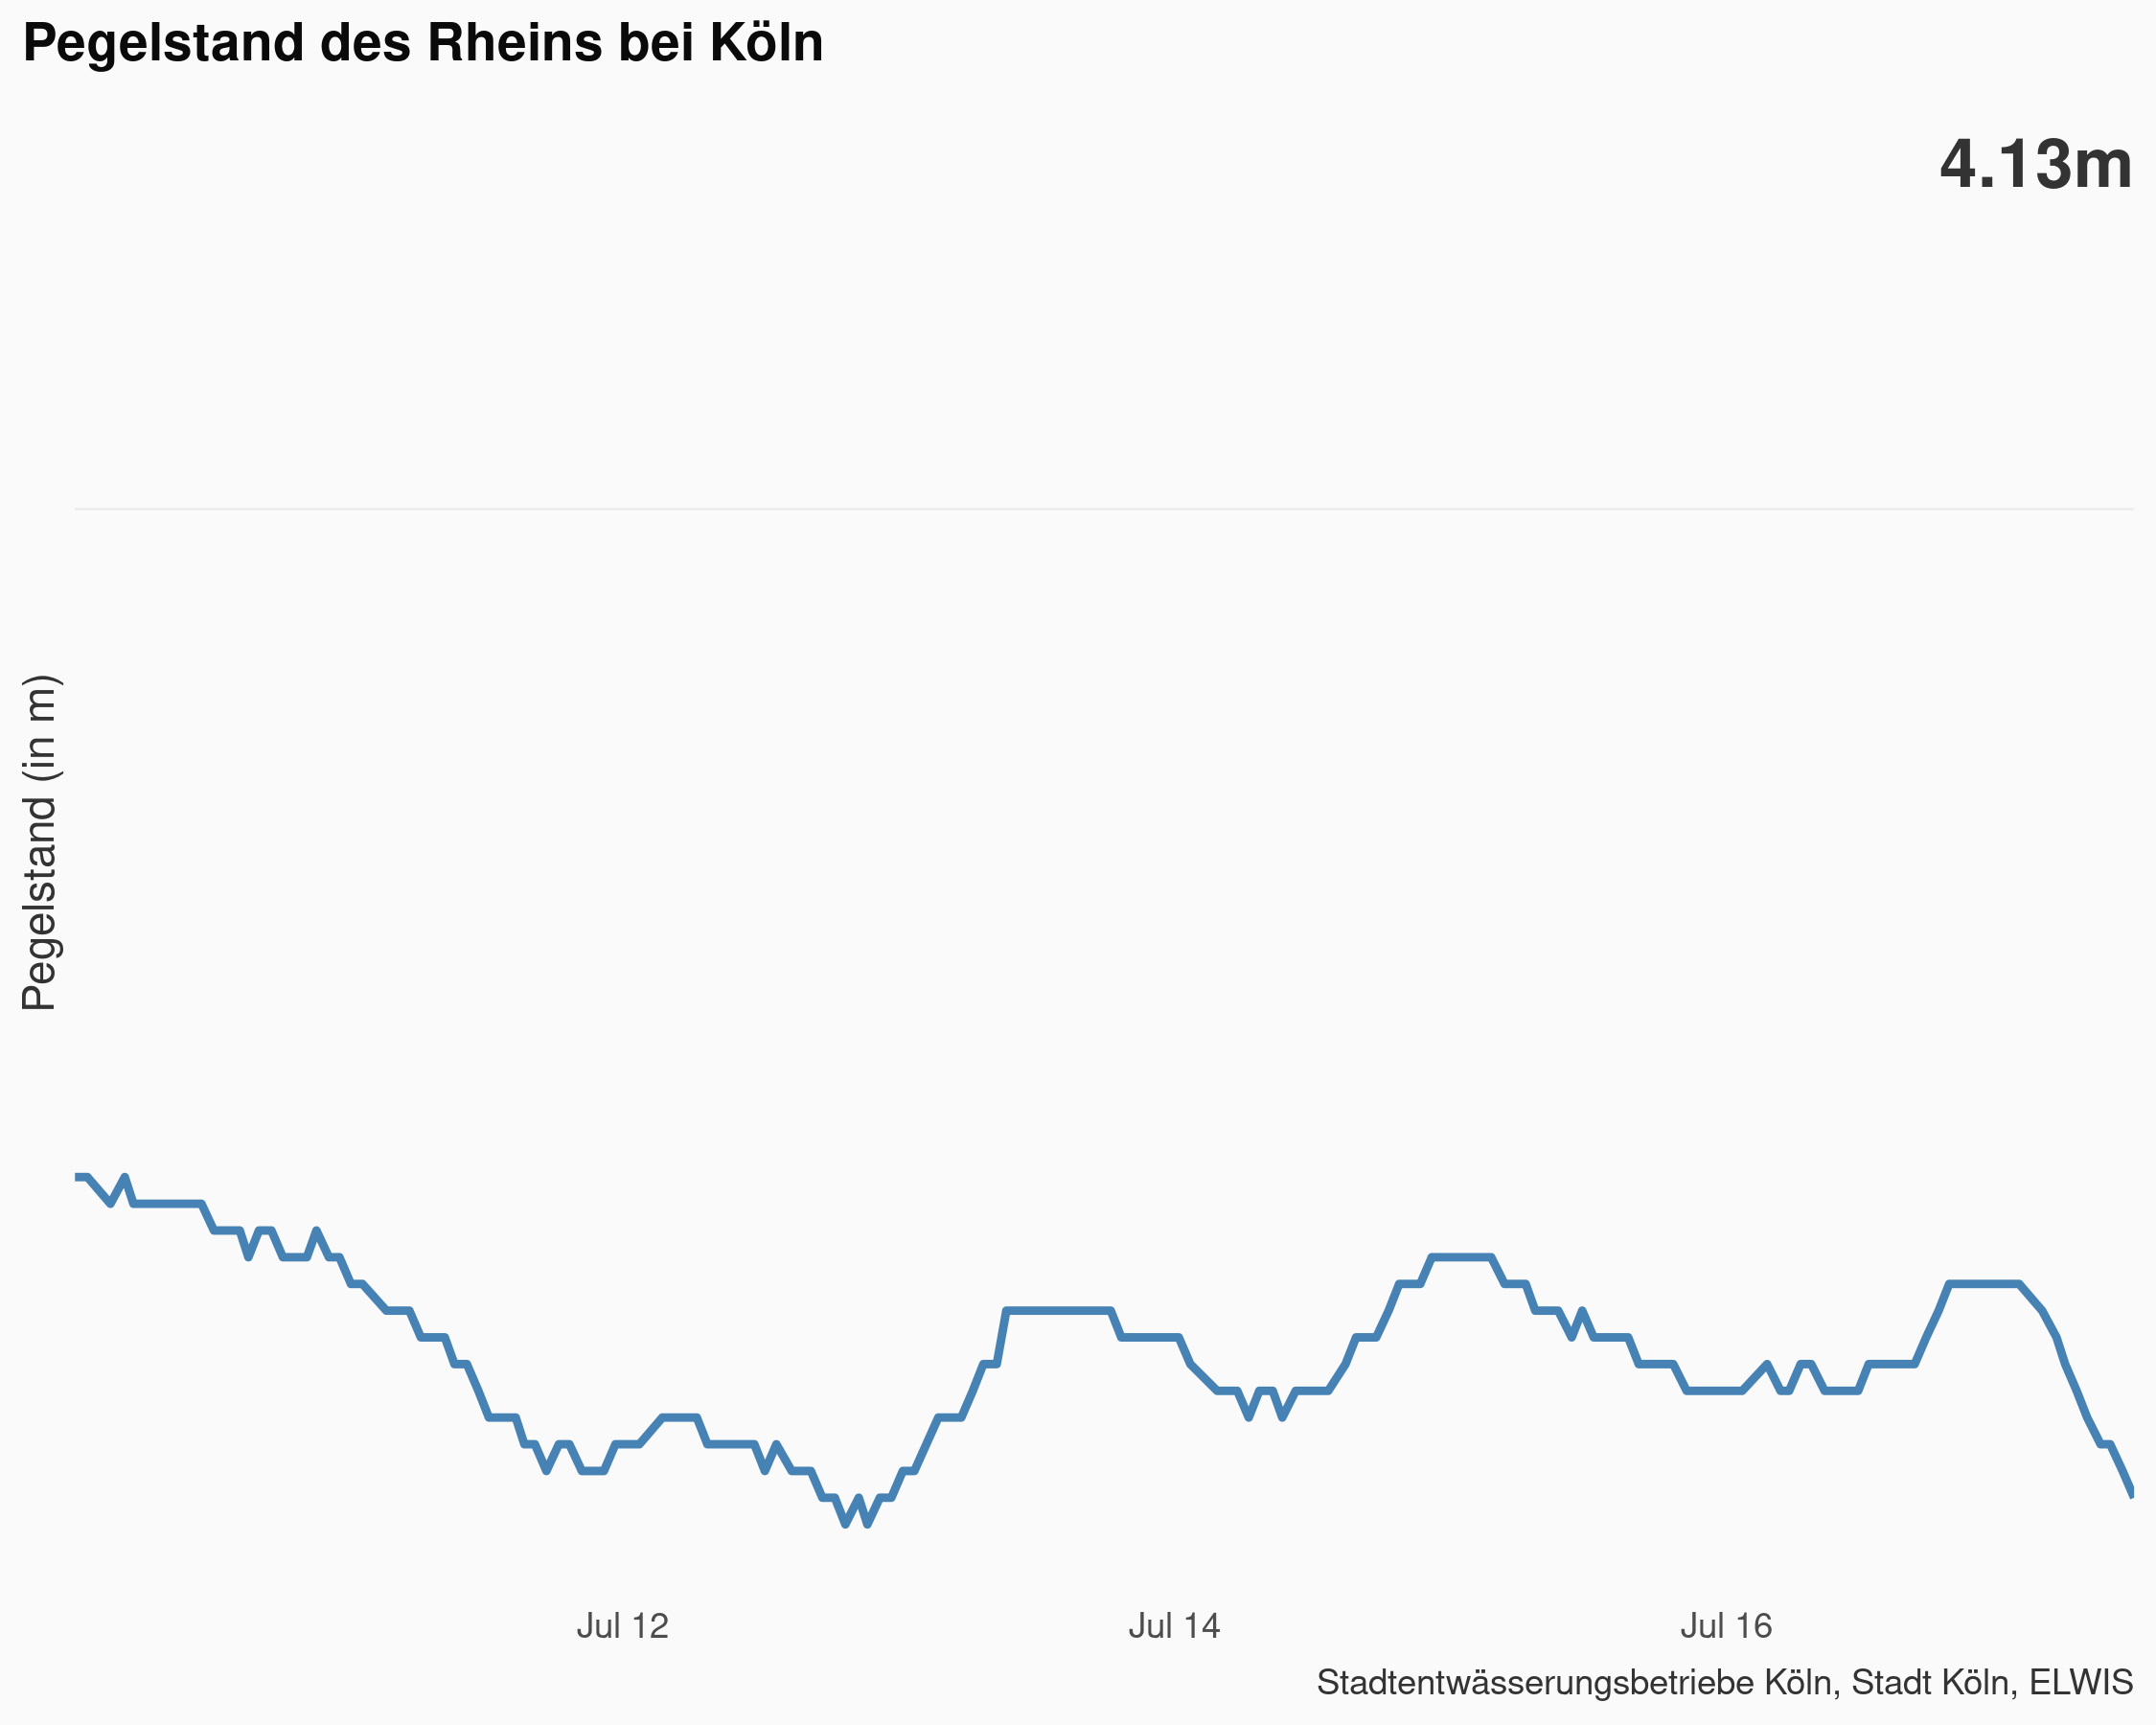 Pegelstand des Rheins bei Köln
4.13m
Pegelstand (in m)
Jul 12
Jul 14
Jul 16
Stadtentwässerungsbetriebe Köln, Stadt Köln, ELWIS